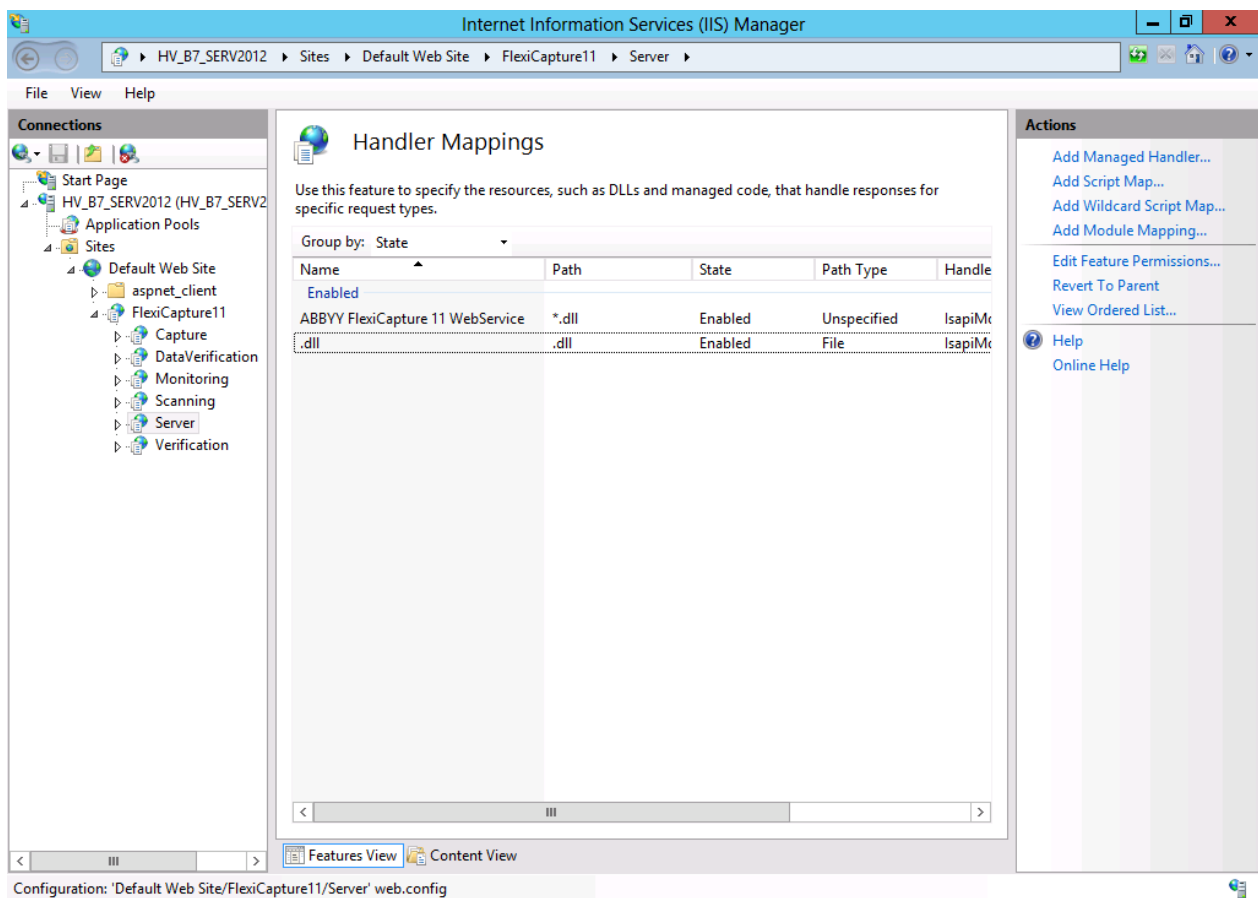 Internet Information Services (IIS) Manager
HV_B7_SERV2012 Sites Default Web Site FlexiCapture11 Server
File View Help
Connections
Start Page
HV_B7_SERV2012 (HV_B7_SERV2
Application Pools
Sites
Default Web Site
aspnet_client
FlexiCapture11
Capture
DataVerification
Monitoring
Scanning
Server
Verification
Handler Mappings
Use this feature to specify the resources, such as DLLs and managed code, that handle responses for
specific request types.
Group by: State
Name Path State Path Type Handle
Enabled
ABBYY FlexiCapture 11 WebService *.dll Enabled Unspecified IsapiMo
.dll .dll Enabled File IsapiMo
Features View Content View
Actions
Add Managed Handler...
Add Script Map...
Add Wildcard Script Map...
Add Module Mapping...
Edit Feature Permissions...
Revert To Parent
View Ordered List...
Help
Online Help
Configuration: 'Default Web Site/FlexiCapture11/Server' web.config